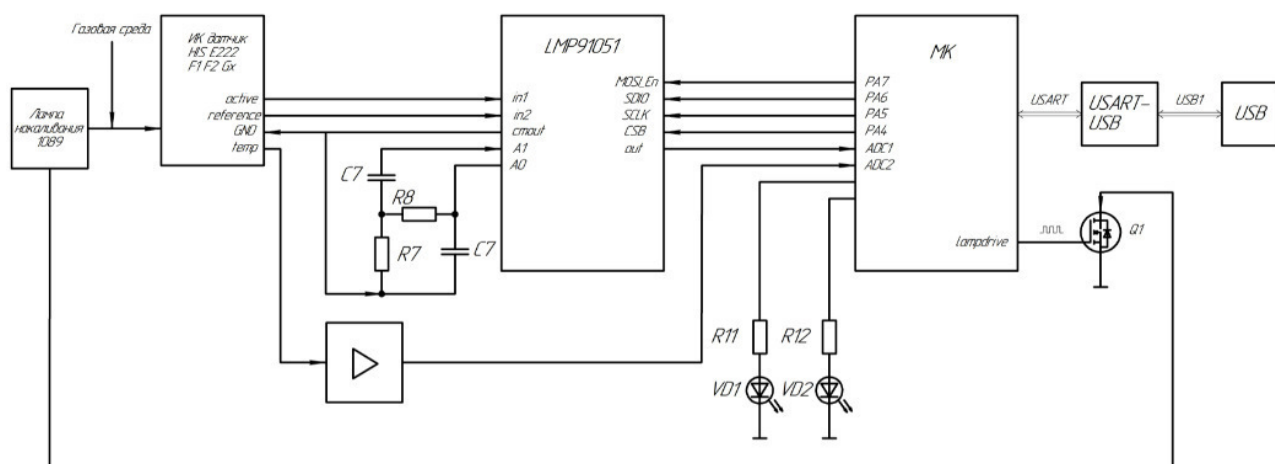 Газовая среда
Лампа
накаливания
1089
ИК датчик
HIS E222
F1 F2 Gx
active
reference
GND
temp
C7
R8
R7
C7
LMP91051
in1
in2
cmout
A1
A0
MOSI_En
SDIO
SCLK
CSB
out
МК
PA7
PA6
PA5
PA4
ADC1
ADC2
lampdrive
USART
USART-
USB
USB1
USB
Q1
R11
R12
VD1
VD2